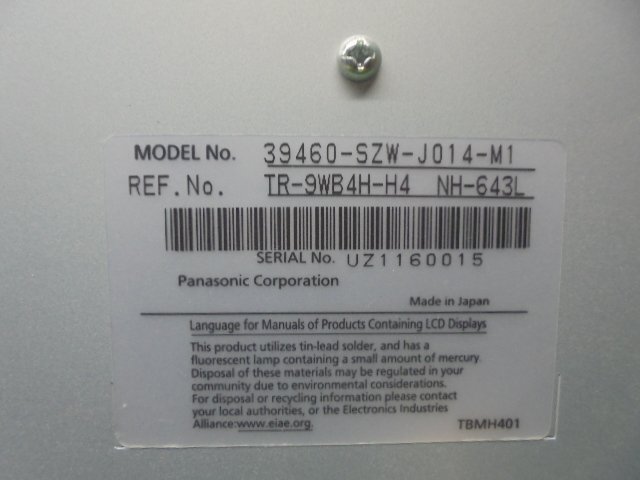 MODEL No. 39460-SZW-J014-M1
REF.No. TR-9WB4H-H4 NH-643L
SERIAL No. UZ1160015
Panasonic Corporation
Made in Japan
Language for Manuals of Products Containing LCD Displays
This product utilizes tin-lead solder, and has a
fluorescent lamp containing a small amount of mercury.
Disposal of these materials may be regulated in your
community due to environmental considerations.
For disposal or recycling information please contact
your local authorities, or the Electronics Industries
Alliance:www.eiae.org.
TBMH401